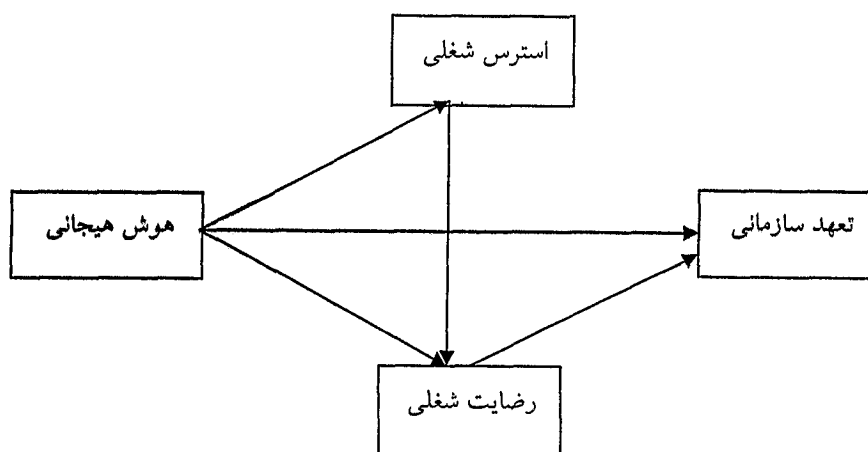 استرس شغلی
هوش هیجانی
تعهد سازمانی
رضایت شغلی